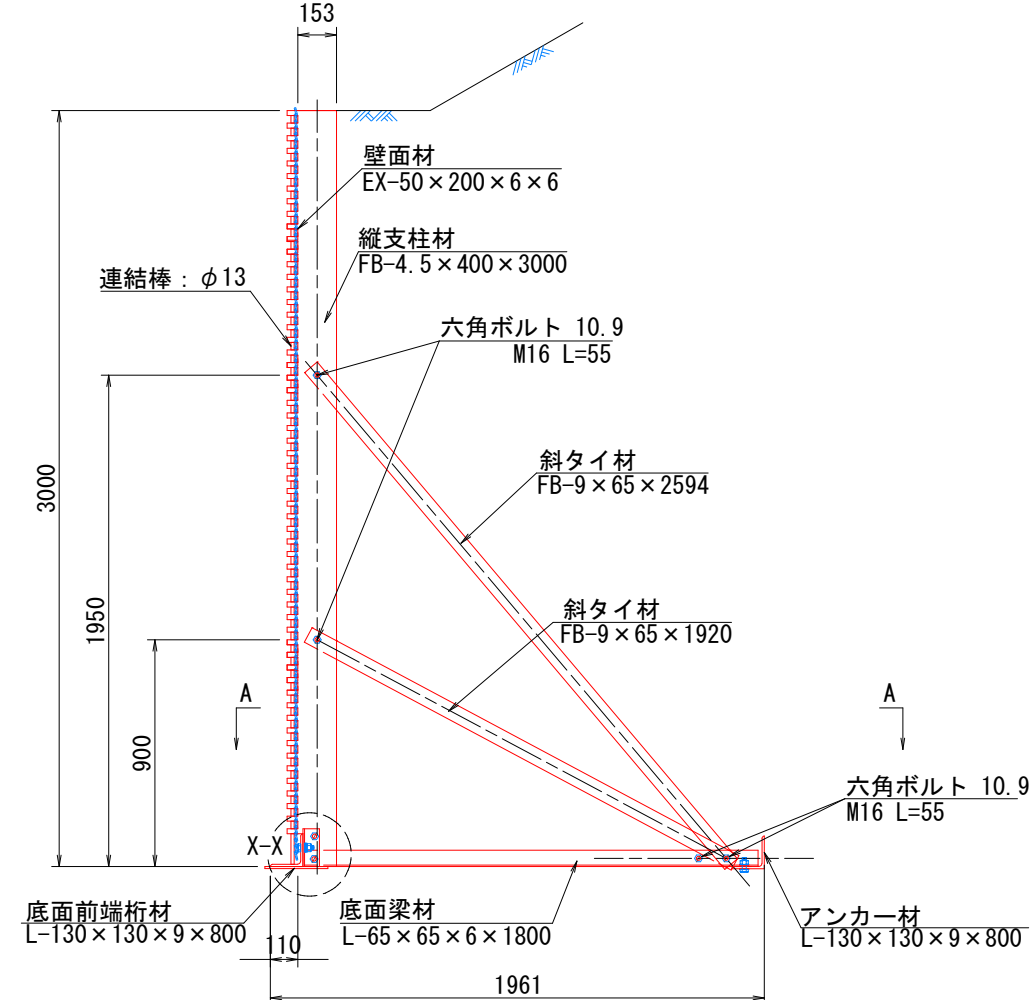 153
壁面材
EX-50×200×6×6
縦支柱材
FB-4.5×400×3000
連結棒：φ13
六角ボルト 10.9
M16 L=55
3000
斜タイ材
FB-9×65×2594
1950
斜タイ材
FB-9×65×1920
A
A
900
六角ボルト 10.9
M16 L=55
X-X
底面前端桁材
L-130×130×9×800
底面梁材
L-65×65×6×1800
アンカー材
L-130×130×9×800
110
1961